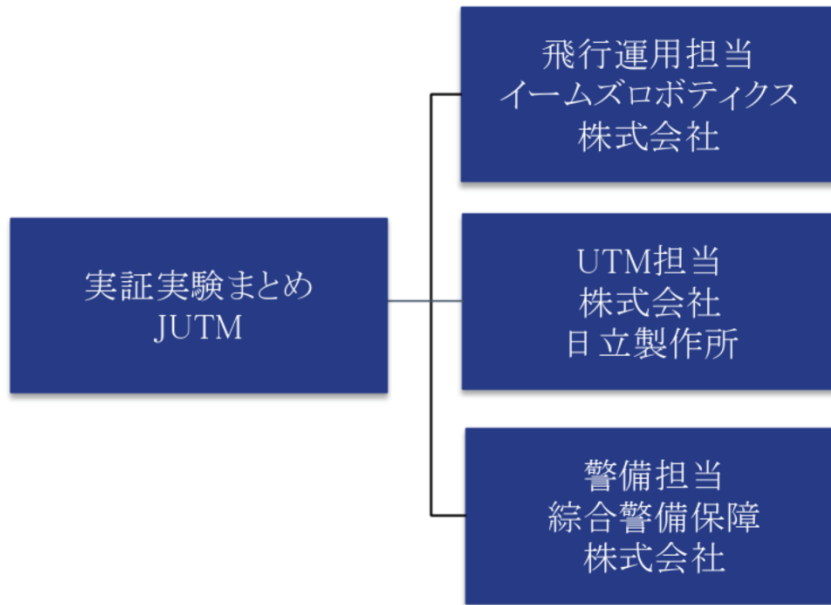 実証実験まとめ
JUTM
飛行運用担当
イームズロボティクス
株式会社
UTM担当
株式会社
日立製作所
警備担当
綜合警備保障
株式会社